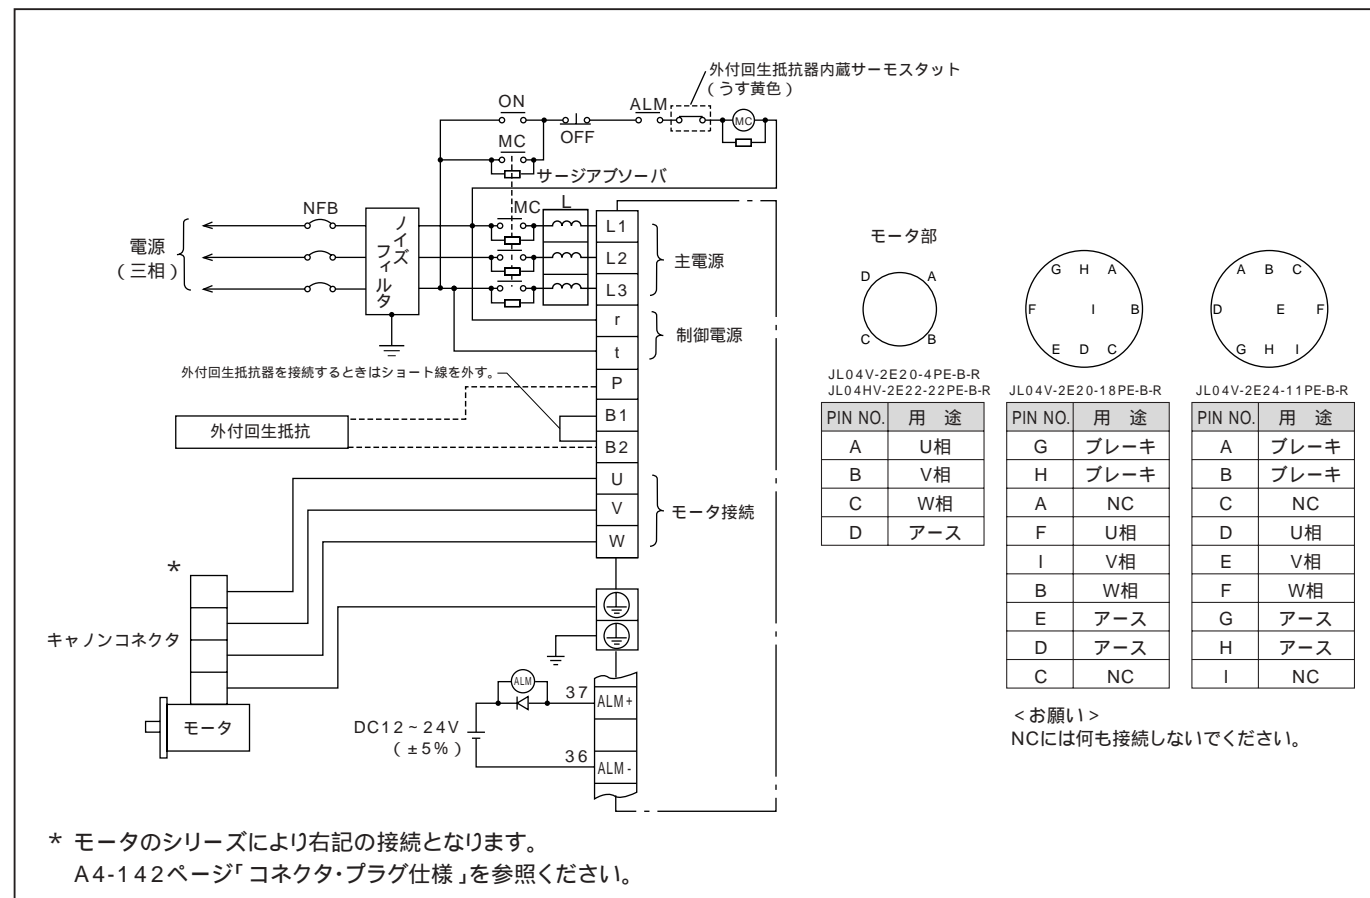 外付回生抵抗器内蔵サーモスタット
(うす黄色)
ON
ALM
MC
OFF
MC
サージアブソーバ
NFB
MC
L
電源
(三相)
ノイズ
フィルタ
L1
L2
L3
主電源
r
t
制御電源
外付回生抵抗器を接続するときはショート線を外す。
P
B1
B2
外付回生抵抗
U
V
W
モータ接続
*
キャノンコネクタ
モータ
ALM
37
ALM+
DC12~24V
(±5%)
36
ALM-
モータ部
D A
C B
JL04V-2E20-4PE-B-R
JL04HV-2E22-22PE-B-R
PIN NO. 用 途
A U相
B V相
C W相
D アース
G H A
F I B
E D C
JL04V-2E20-18PE-B-R
PIN NO. 用 途
G ブレーキ
H ブレーキ
A NC
F U相
I V相
B W相
E アース
D アース
C NC
A B C
D E F
G H I
JL04V-2E24-11PE-B-R
PIN NO. 用 途
A ブレーキ
B ブレーキ
C NC
D U相
E V相
F W相
G アース
H アース
I NC
<お願い>
NCには何も接続しないでください。
* モータのシリーズにより右記の接続となります。
A4-142ページ「コネクタ・プラグ仕様」を参照ください。